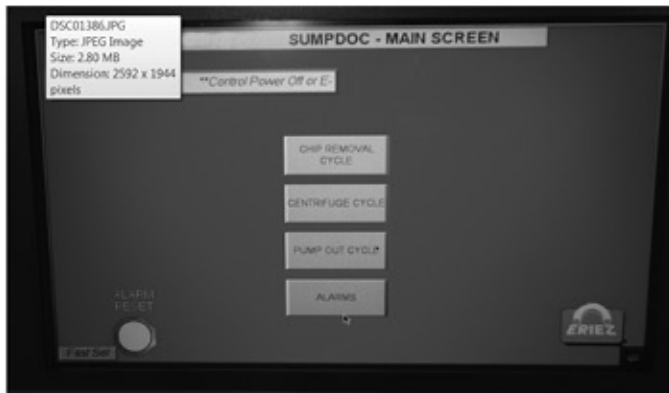 DSC01386.JPG
Type: JPEG Image
Size: 2.80 MB
Dimension: 2592 x 1944
pixels
SUMPDOC - MAIN SCREEN
**Control Power Off or E-
CHIP REMOVAL
CYCLE
CENTRIFUGE CYCLE
PUMP OUT CYCLE
ALARMS
ALARM
RESET
ERIEZ